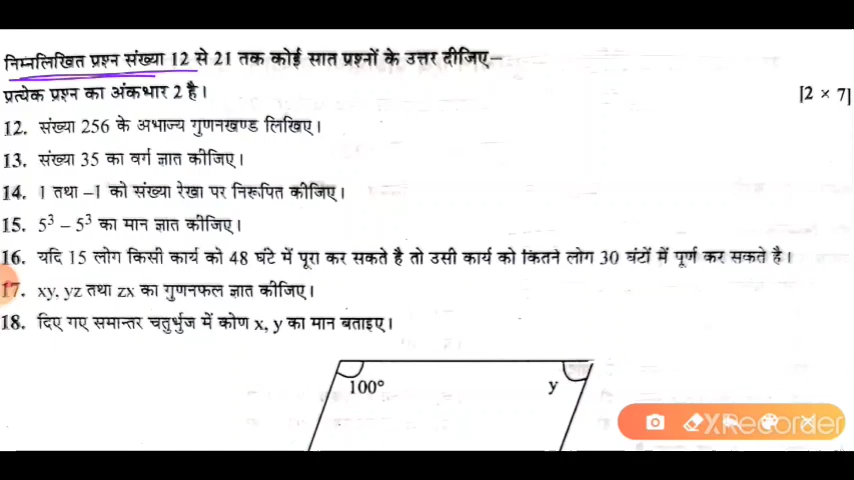 निम्नलिखित प्रश्न संख्या 12 से 21 तक कोई सात प्रश्नों के उत्तर दीजिए–
प्रत्येक प्रश्न का अंकभार 2 है। [2 × 7]
12. संख्या 256 के अभाज्य गुणनखण्ड लिखिए।
13. संख्या 35 का वर्ग ज्ञात कीजिए।
14. 1 तथा –1 को संख्या रेखा पर निरूपित कीजिए।
15. 5³ – 5³ का मान ज्ञात कीजिए।
16. यदि 15 लोग किसी कार्य को 48 घंटे में पूरा कर सकते है तो उसी कार्य को कितने लोग 30 घंटों में पूर्ण कर सकते है।
17. xy, yz तथा zx का गुणनफल ज्ञात कीजिए।
18. दिए गए समान्तर चतुर्भुज में कोण x, y का मान बताइए।
100° y
XRecorder